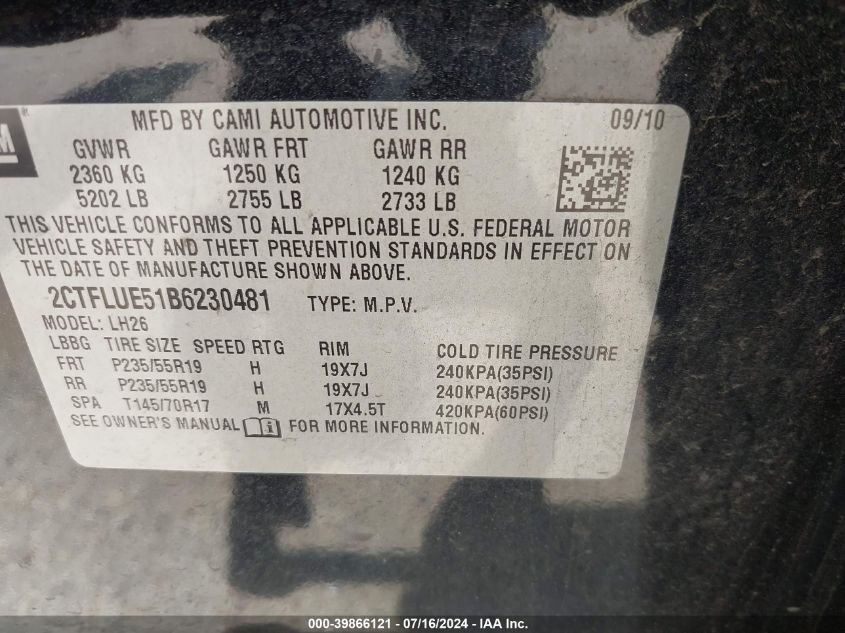 M
MFD BY CAMI AUTOMOTIVE INC. 09/10
GVWR GAWR FRT GAWR RR
2360 KG 1250 KG 1240 KG
5202 LB 2755 LB 2733 LB
THIS VEHICLE CONFORMS TO ALL APPLICABLE U.S. FEDERAL MOTOR
VEHICLE SAFETY AND THEFT PREVENTION STANDARDS IN EFFECT ON
THE DATE OF MANUFACTURE SHOWN ABOVE.
2CTFLUE51B6230481 TYPE: M.P.V.
MODEL: LH26
LBBG TIRE SIZE SPEED RTG RIM COLD TIRE PRESSURE
FRT P235/55R19 H 19X7J 240KPA(35PSI)
RR P235/55R19 H 19X7J 240KPA(35PSI)
SPA T145/70R17 M 17X4.5T 420KPA(60PSI)
SEE OWNER'S MANUAL i FOR MORE INFORMATION.
000-39866121 - 07/16/2024 - IAA Inc.